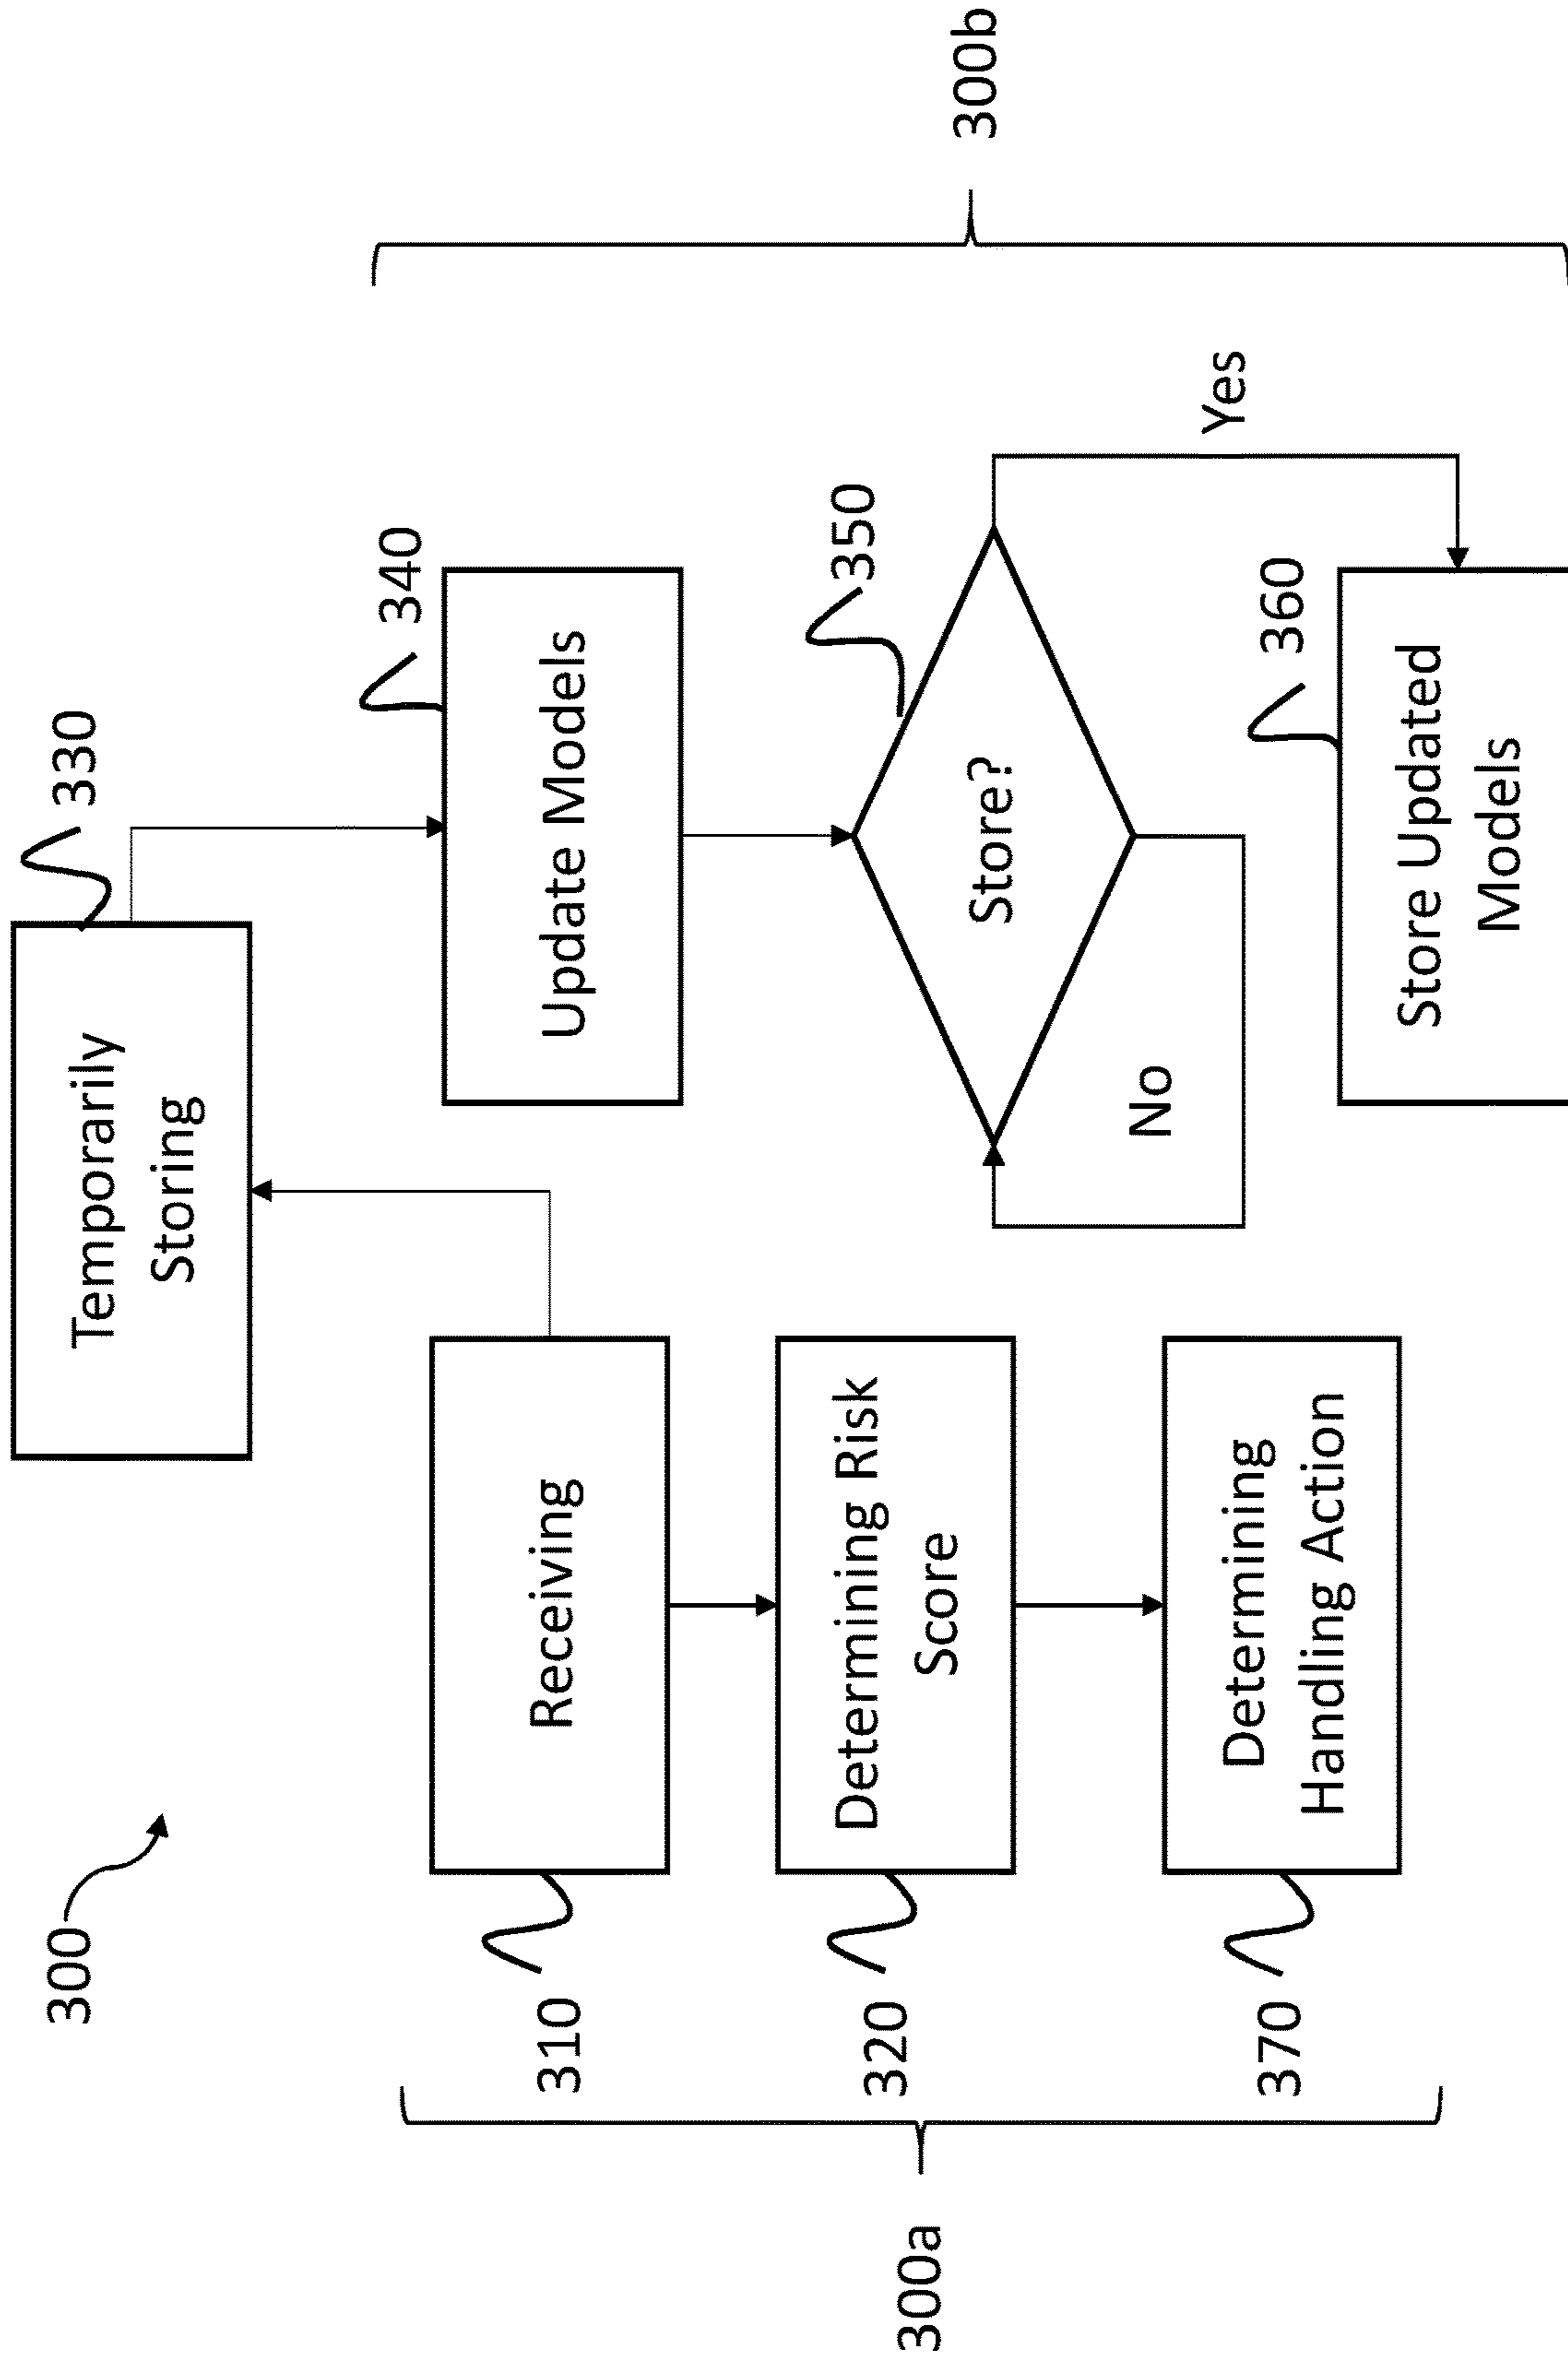 300
330
Temporarily
Storing
300a
310
Receiving
320
Determining Risk
Score
370
Determining
Handling Action
340
Update Models
350
Store?
No
Yes
360
Store Updated
Models
300b